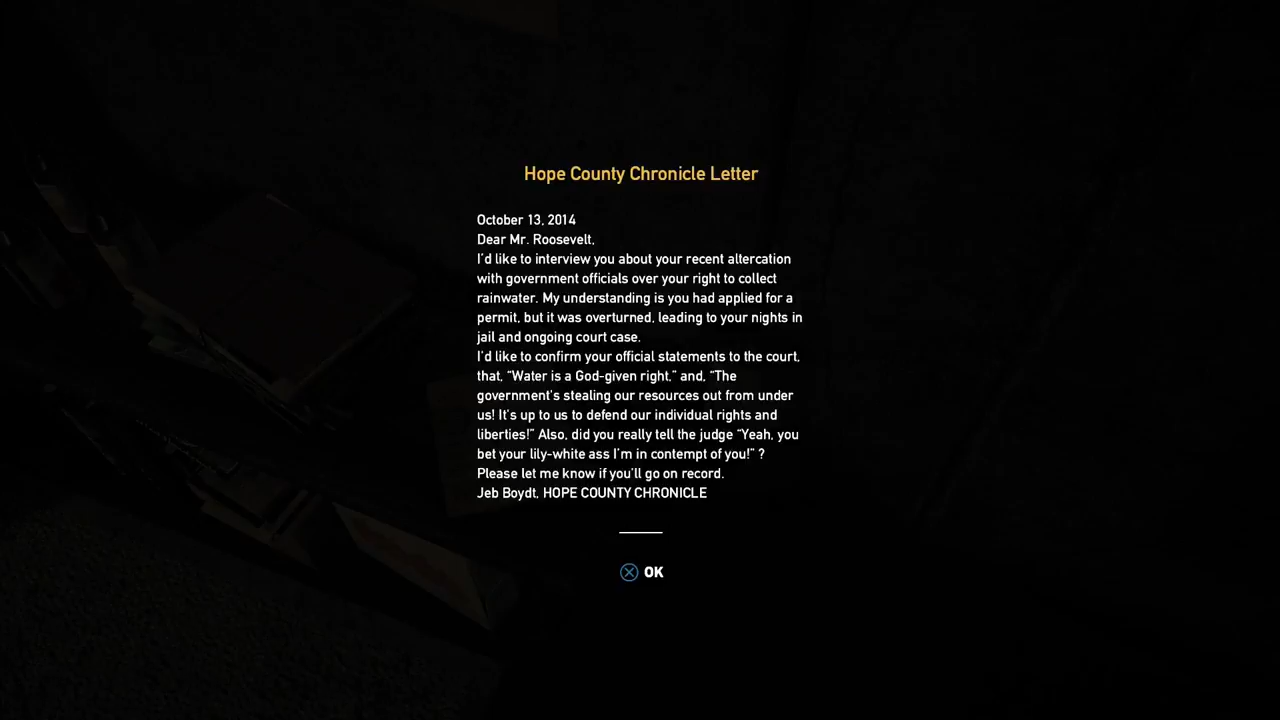 Hope County Chronicle Letter
October 13, 2014
Dear Mr. Roosevelt,
I'd like to interview you about your recent altercation
with government officials over your right to collect
rainwater. My understanding is you had applied for a
permit, but it was overturned, leading to your nights in
jail and ongoing court case.
I'd like to confirm your official statements to the court,
that, “Water is a God-given right,” and, “The
government's stealing our resources out from under
us! It's up to us to defend our individual rights and
liberties!” Also, did you really tell the judge “Yeah, you
bet your lily-white ass I'm in contempt of you!” ?
Please let me know if you'll go on record.
Jeb Boydt, HOPE COUNTY CHRONICLE
OK